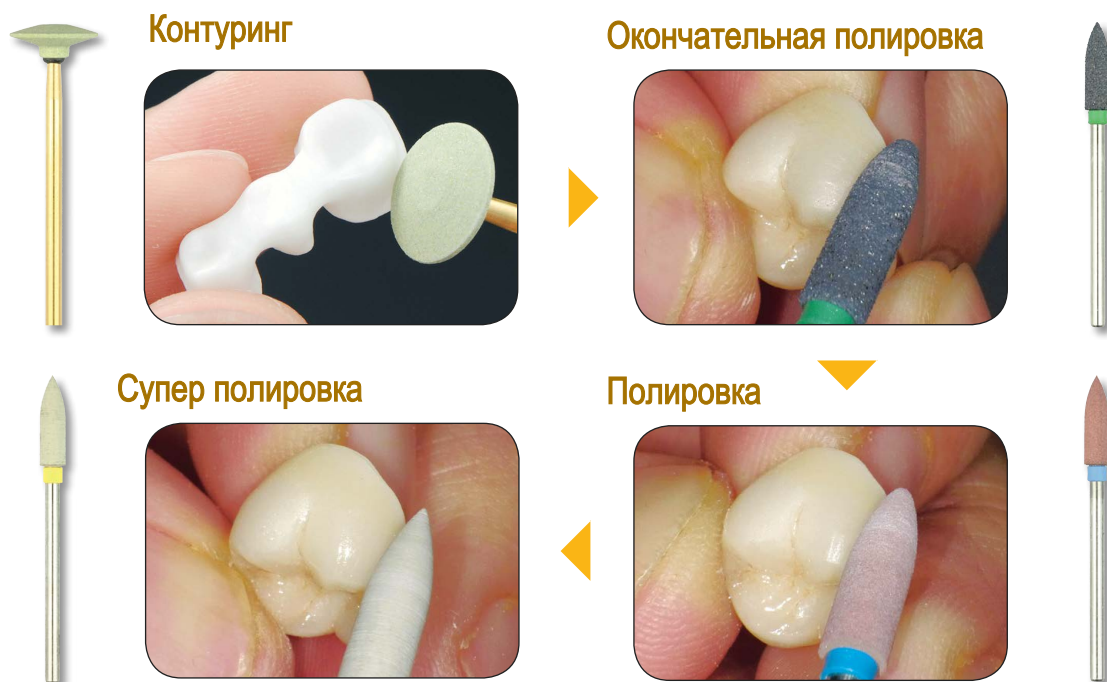 Контуринг
Окончательная полировка
Супер полировка
Полировка